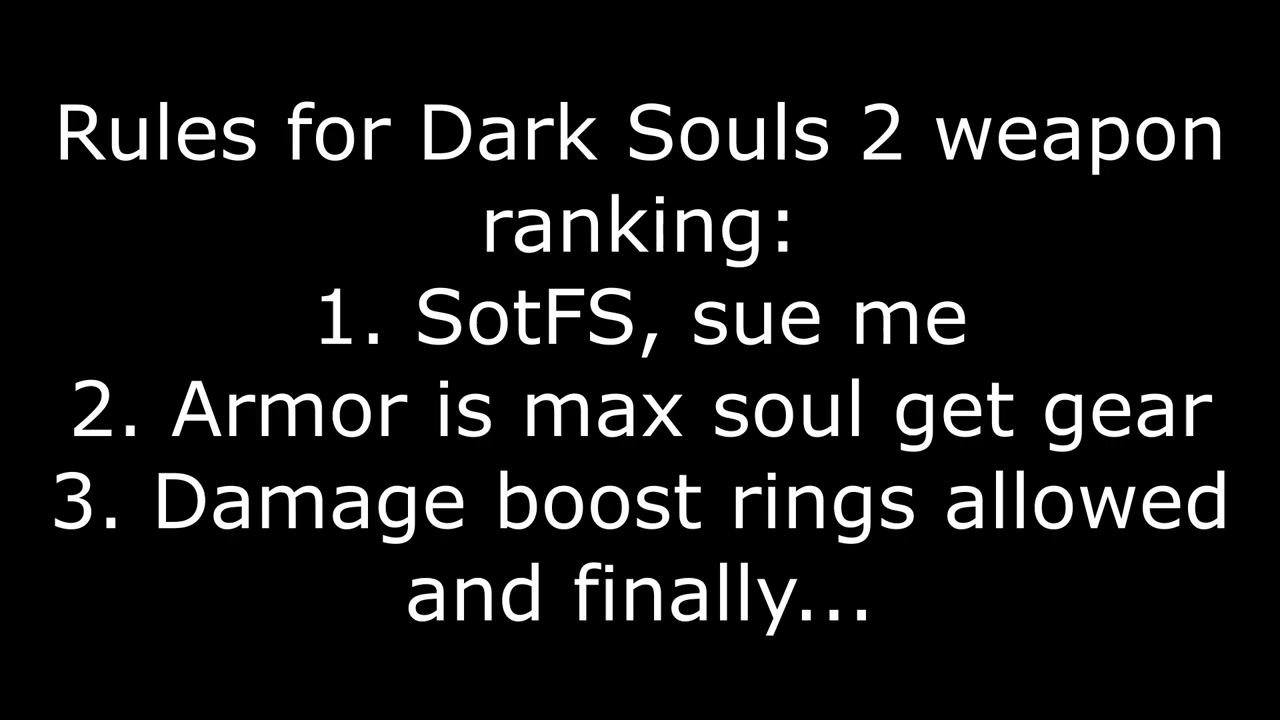 Rules for Dark Souls 2 weapon
ranking:
1. SotFS, sue me
2. Armor is max soul get gear
3. Damage boost rings allowed
and finally...